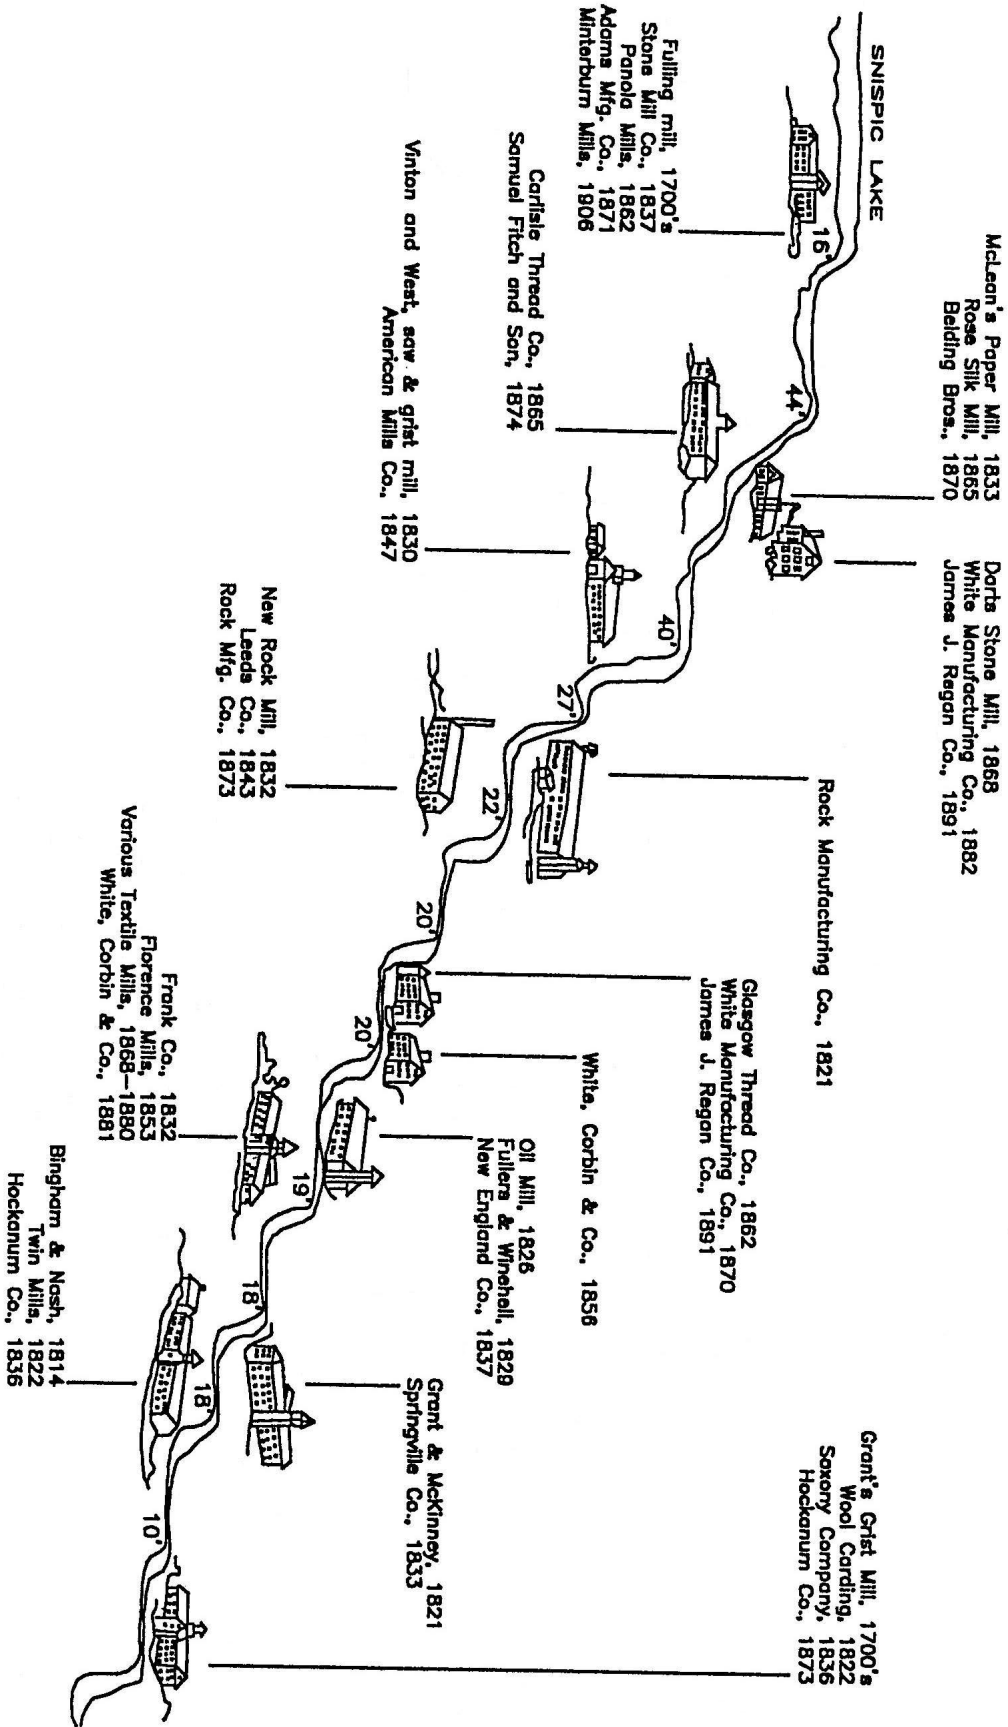 SNISPIC LAKE
McLean's Paper Mill, 1833
Rose Silk Mill, 1865
Belding Bros., 1870
Darts Stone Mill, 1868
White Manufacturing Co., 1882
James J. Regan Co., 1891
Rock Manufacturing Co., 1821
Glasgow Thread Co., 1862
White Manufacturing Co., 1870
James J. Regan Co., 1891
White, Corbin & Co., 1856
Oil Mill, 1826
Fullers & Winehell, 1829
New England Co., 1837
Grant & McKinney, 1821
Springville Co., 1833
Grant's Grist Mill, 1700's
Wool Carding, 1822
Saxony Company, 1836
Hockanum Co., 1873
16'
44'
40'
27'
22'
20'
20'
19'
18'
18'
10'
Fulling mill, 1700's
Stone Mill Co., 1837
Panola Mills, 1862
Adams Mfg. Co., 1871
Minterburn Mills, 1906
Carlisle Thread Co., 1865
Samuel Fitch and Son, 1874
Vinton and West, saw & grist mill, 1830
American Mills Co., 1847
New Rock Mill, 1832
Leeds Co., 1843
Rock Mfg. Co., 1873
Frank Co., 1832
Florence Mills, 1853
Various Textile Mills, 1868-1880
White, Corbin & Co., 1881
Bingham & Nash, 1814
Twin Mills, 1822
Hockanum Co., 1836